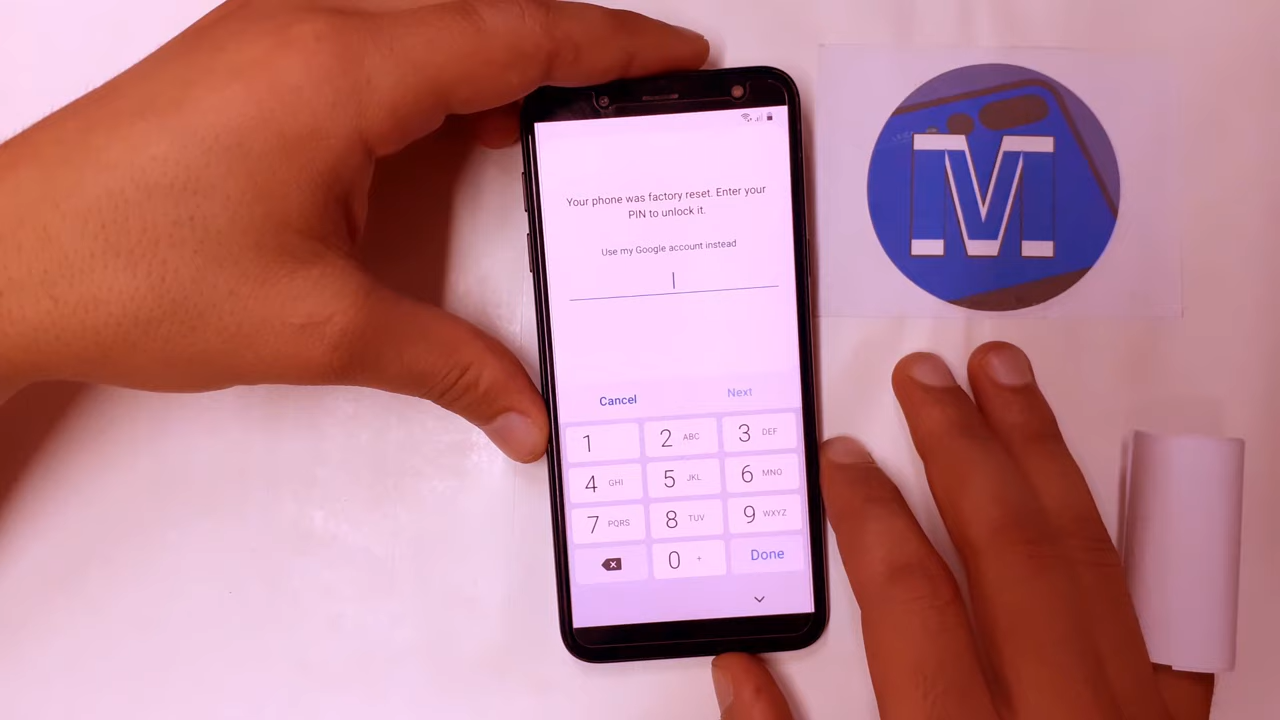 Your phone was factory reset. Enter your
PIN to unlock it.
Use my Google account instead
Cancel Next
1 2 ABC 3 DEF
4 GHI 5 JKL 6 MNO
7 PQRS 8 TUV 9 WXYZ
0 + Done
M